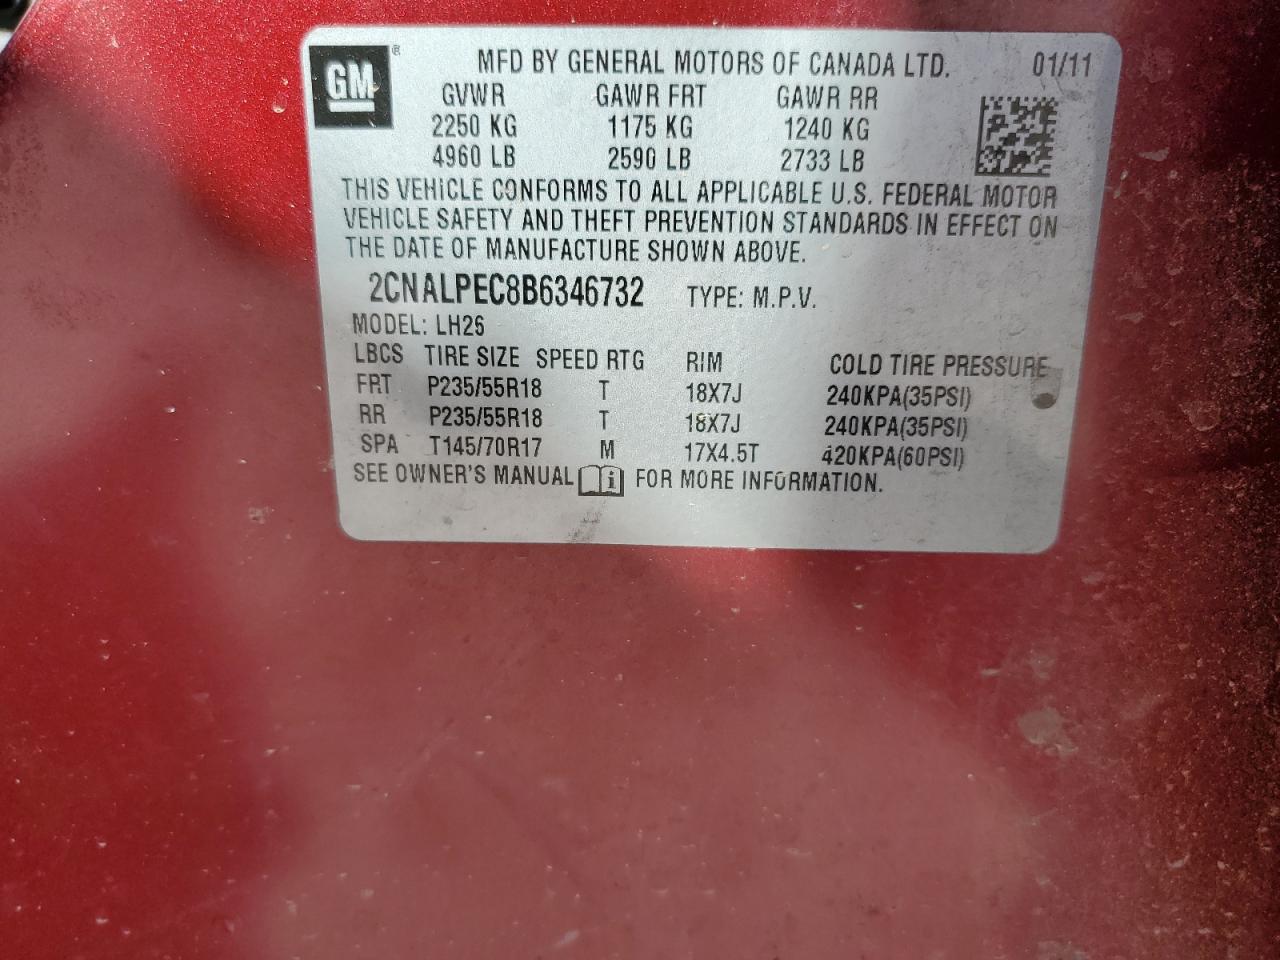 GM® MFD BY GENERAL MOTORS OF CANADA LTD. 01/11
GVWR GAWR FRT GAWR RR
2250 KG 1175 KG 1240 KG
4960 LB 2590 LB 2733 LB
THIS VEHICLE CONFORMS TO ALL APPLICABLE U.S. FEDERAL MOTOR
VEHICLE SAFETY AND THEFT PREVENTION STANDARDS IN EFFECT ON
THE DATE OF MANUFACTURE SHOWN ABOVE.
2CNALPEC8B6346732 TYPE: M.P.V.
MODEL: LH26
LBCS TIRE SIZE SPEED RTG RIM COLD TIRE PRESSURE
FRT P235/55R18 T 18X7J 240KPA(35PSI)
RR P235/55R18 T 18X7J 240KPA(35PSI)
SPA T145/70R17 M 17X4.5T 420KPA(60PSI)
SEE OWNER'S MANUAL i FOR MORE INFORMATION.